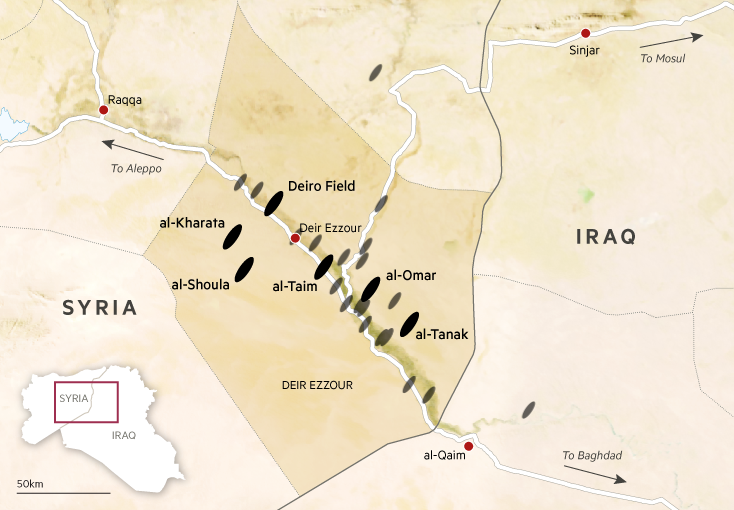 Sinjar
To Mosul
Raqqa
To Aleppo
Deiro Field
al-Kharata
Deir Ezzour
IRAQ
al-Omar
al-Shoula
al-Taim
SYRIA
al-Tanak
DEIR EZZOUR
SYRIA
IRAQ
al-Qaim
To Baghdad
50km